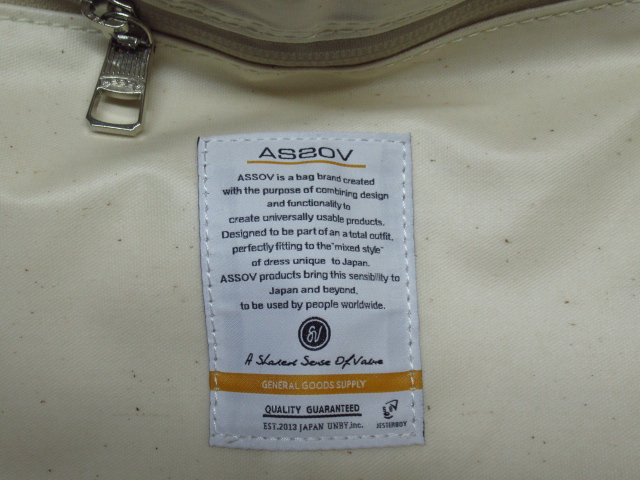 ASSOV
ASSOV is a bag brand created
with the purpose of combining design
and functionality to
create universally usable products.
Designed to be part of an a total outfit,
perfectly fitting to the "mixed style"
of dress unique to Japan.
ASSOV products bring this sensibility to
Japan and beyond,
to be used by people worldwide.
A Shared Sense Of Value
GENERAL GOODS SUPPLY
QUALITY GUARANTEED
EST.2013 JAPAN UNBY,inc.
JESTERBOY